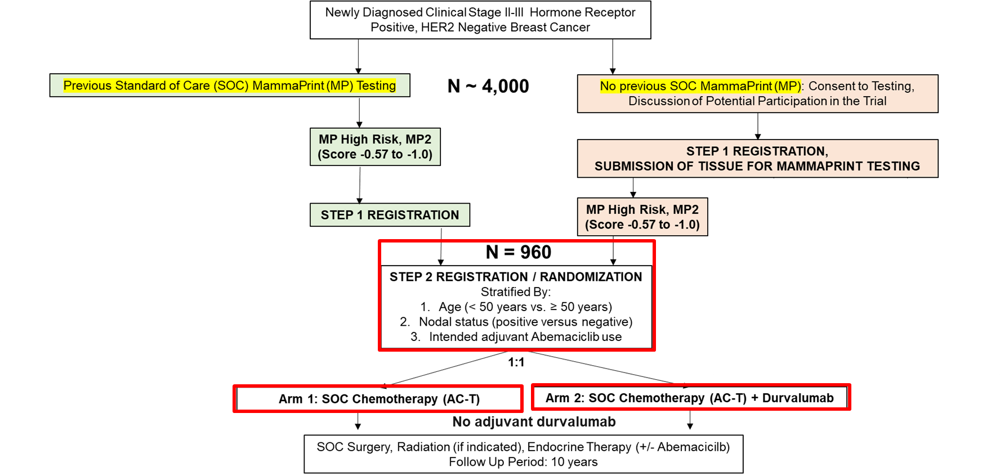 Newly Diagnosed Clinical Stage II-III Hormone Receptor
Positive, HER2 Negative Breast Cancer
Previous Standard of Care (SOC) MammaPrint (MP) Testing
N ~ 4,000
No previous SOC MammaPrint (MP): Consent to Testing,
Discussion of Potential Participation in the Trial
MP High Risk, MP2
(Score -0.57 to -1.0)
STEP 1 REGISTRATION,
SUBMISSION OF TISSUE FOR MAMMAPRINT TESTING
STEP 1 REGISTRATION
MP High Risk, MP2
(Score -0.57 to -1.0)
N = 960
STEP 2 REGISTRATION / RANDOMIZATION
Stratified By:
1. Age (< 50 years vs. ≥ 50 years)
2. Nodal status (positive versus negative)
3. Intended adjuvant Abemaciclib use
1:1
Arm 1: SOC Chemotherapy (AC-T)
Arm 2: SOC Chemotherapy (AC-T) + Durvalumab
No adjuvant durvalumab
SOC Surgery, Radiation (if indicated), Endocrine Therapy (+/- Abemacicilb)
Follow Up Period: 10 years